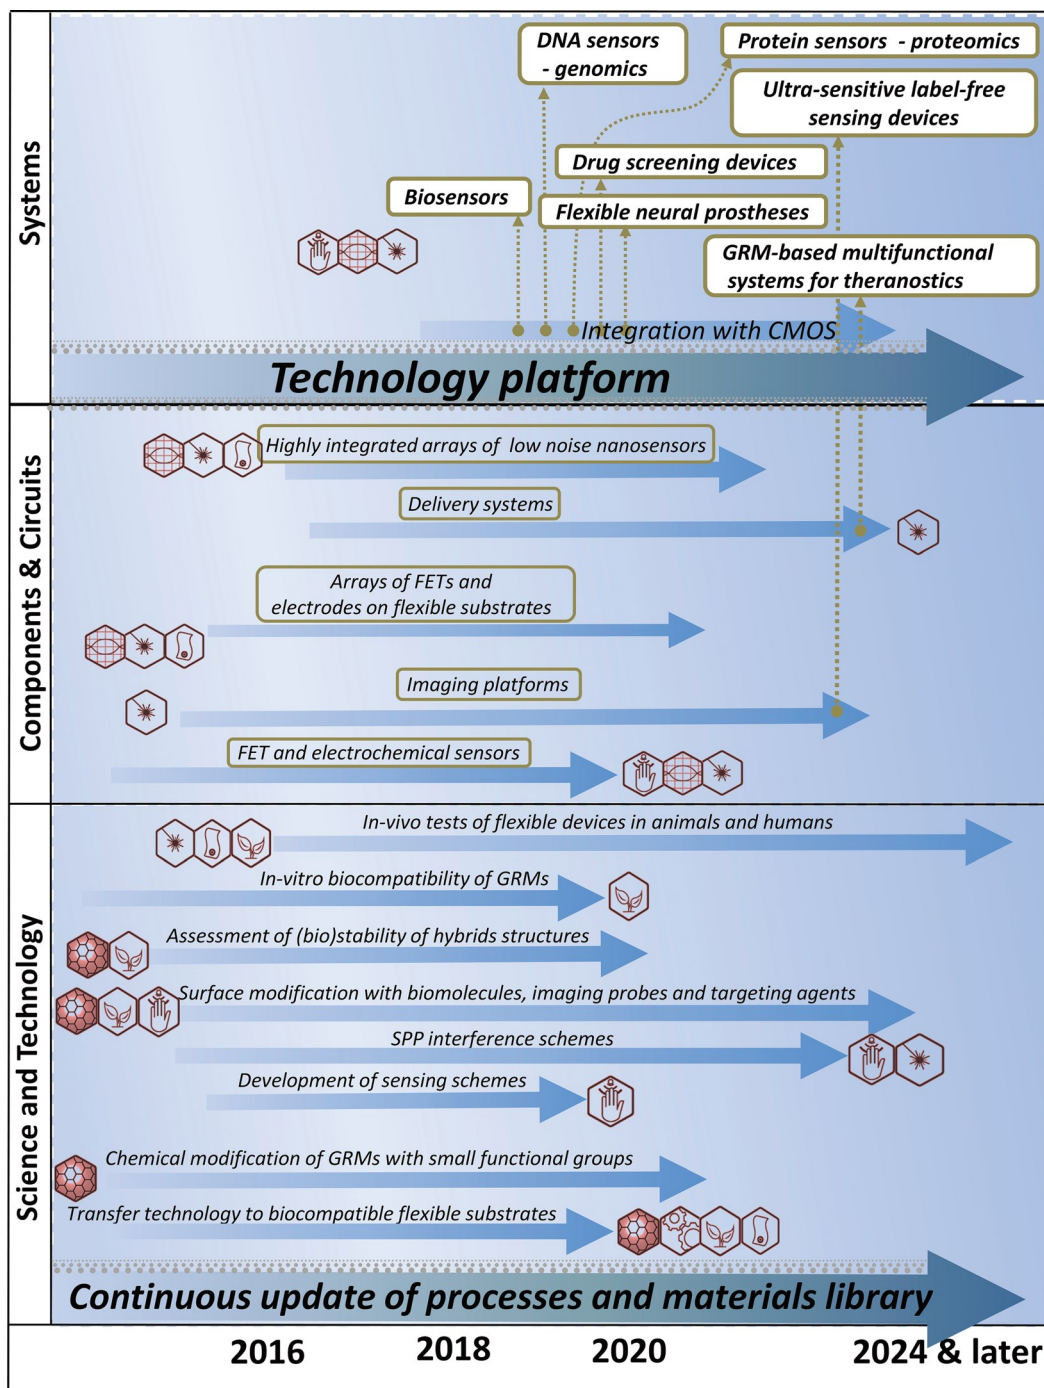 Systems
DNA sensors
- genomics
Protein sensors - proteomics
Ultra-sensitive label-free
sensing devices
Drug screening devices
Biosensors
Flexible neural prostheses
GRM-based multifunctional
systems for theranostics
Integration with CMOS
Technology platform
Components & Circuits
Highly integrated arrays of low noise nanosensors
Delivery systems
Arrays of FETs and
electrodes on flexible substrates
Imaging platforms
FET and electrochemical sensors
Science and Technology
In-vivo tests of flexible devices in animals and humans
In-vitro biocompatibility of GRMs
Assessment of (bio)stability of hybrids structures
Surface modification with biomolecules, imaging probes and targeting agents
SPP interference schemes
Development of sensing schemes
Chemical modification of GRMs with small functional groups
Transfer technology to biocompatible flexible substrates
Continuous update of processes and materials library
2016 2018 2020 2024 & later